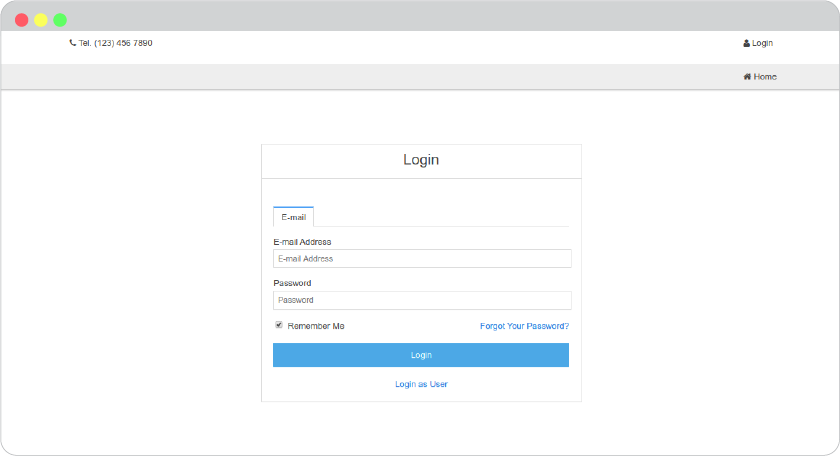 Tel. (123) 456 7890
Login
Home
Login
E-mail
E-mail Address
E-mail Address
Password
Password
Remember Me
Forgot Your Password?
Login
Login as User